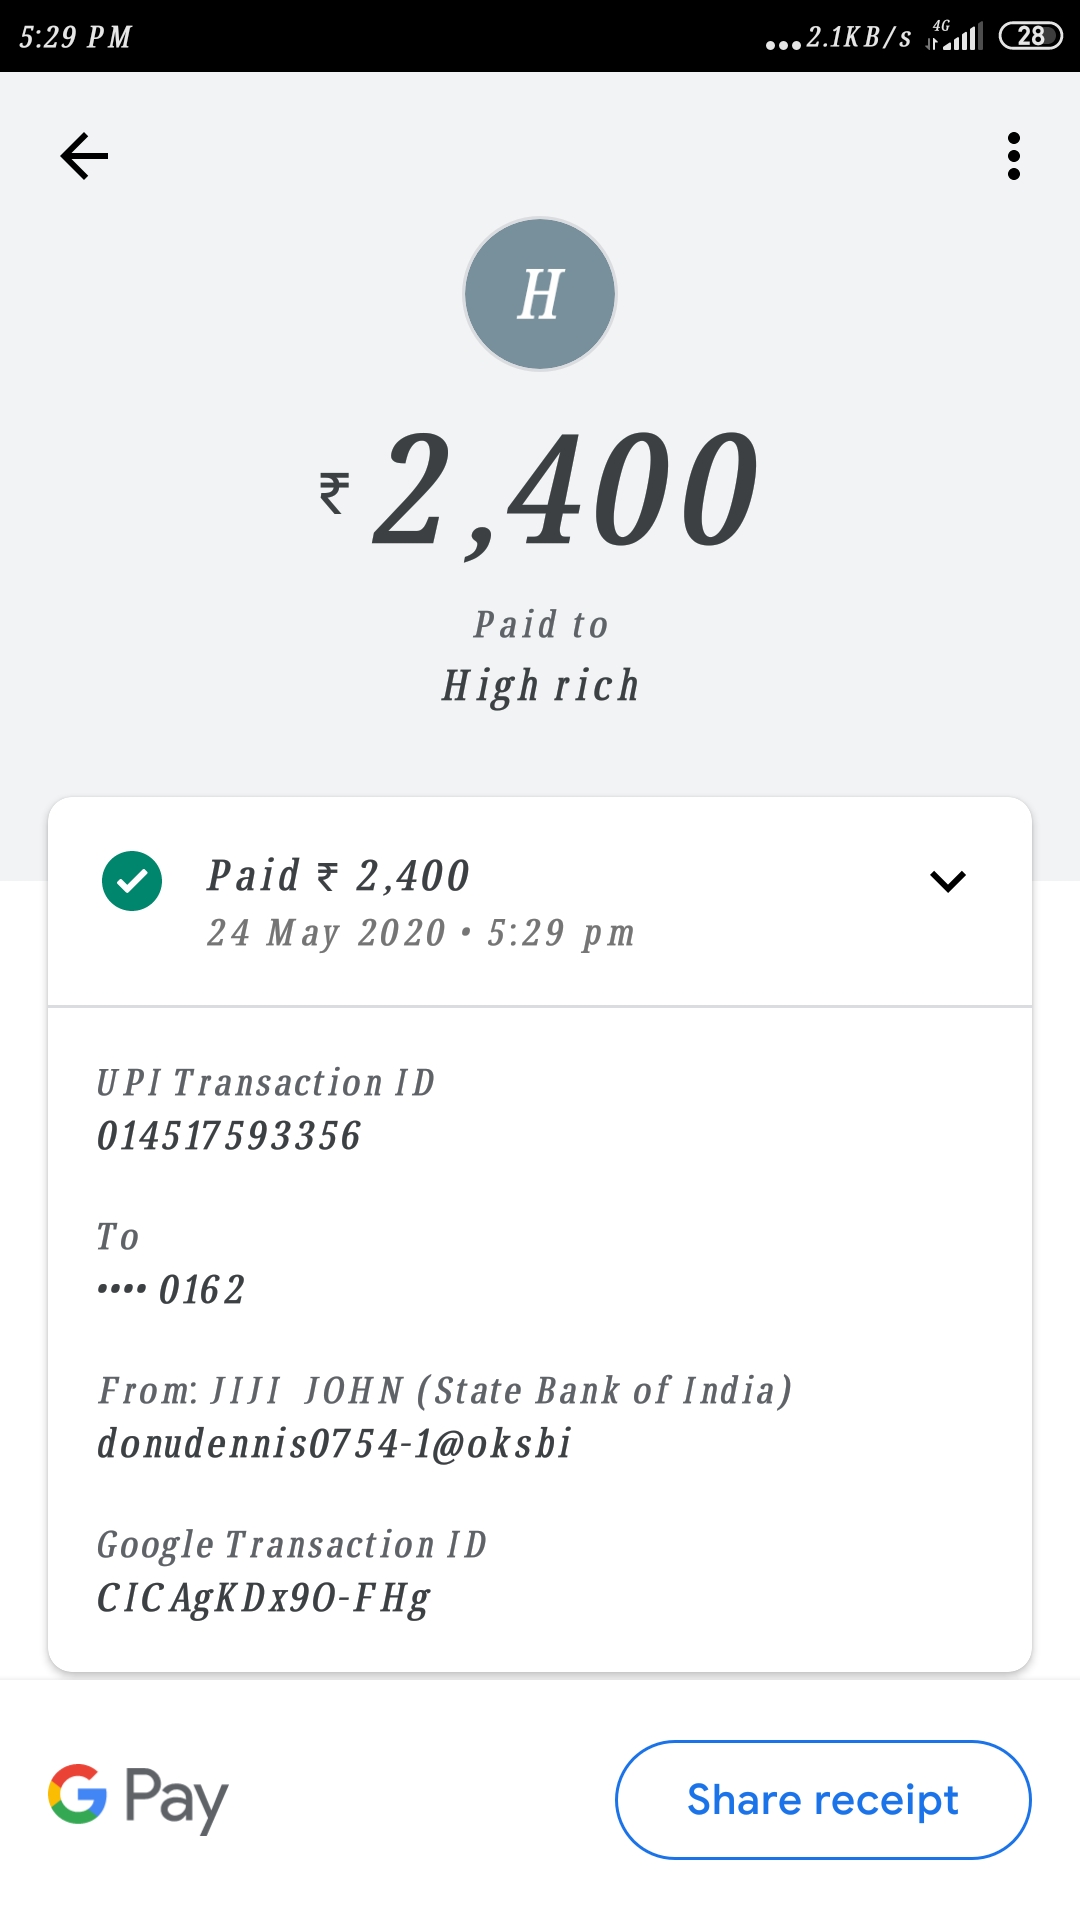 5:29 PM
...2.1KB/s 4G 28
H
₹2,400
Paid to
High rich
Paid ₹ 2,400
24 May 2020 • 5:29 pm
UPI Transaction ID
014517593356
To
•••• 0162
From: JIJI  JOHN (State Bank of India)
donudennis0754-1@oksbi
Google Transaction ID
CICAgKDx9O-FHg
G Pay
Share receipt